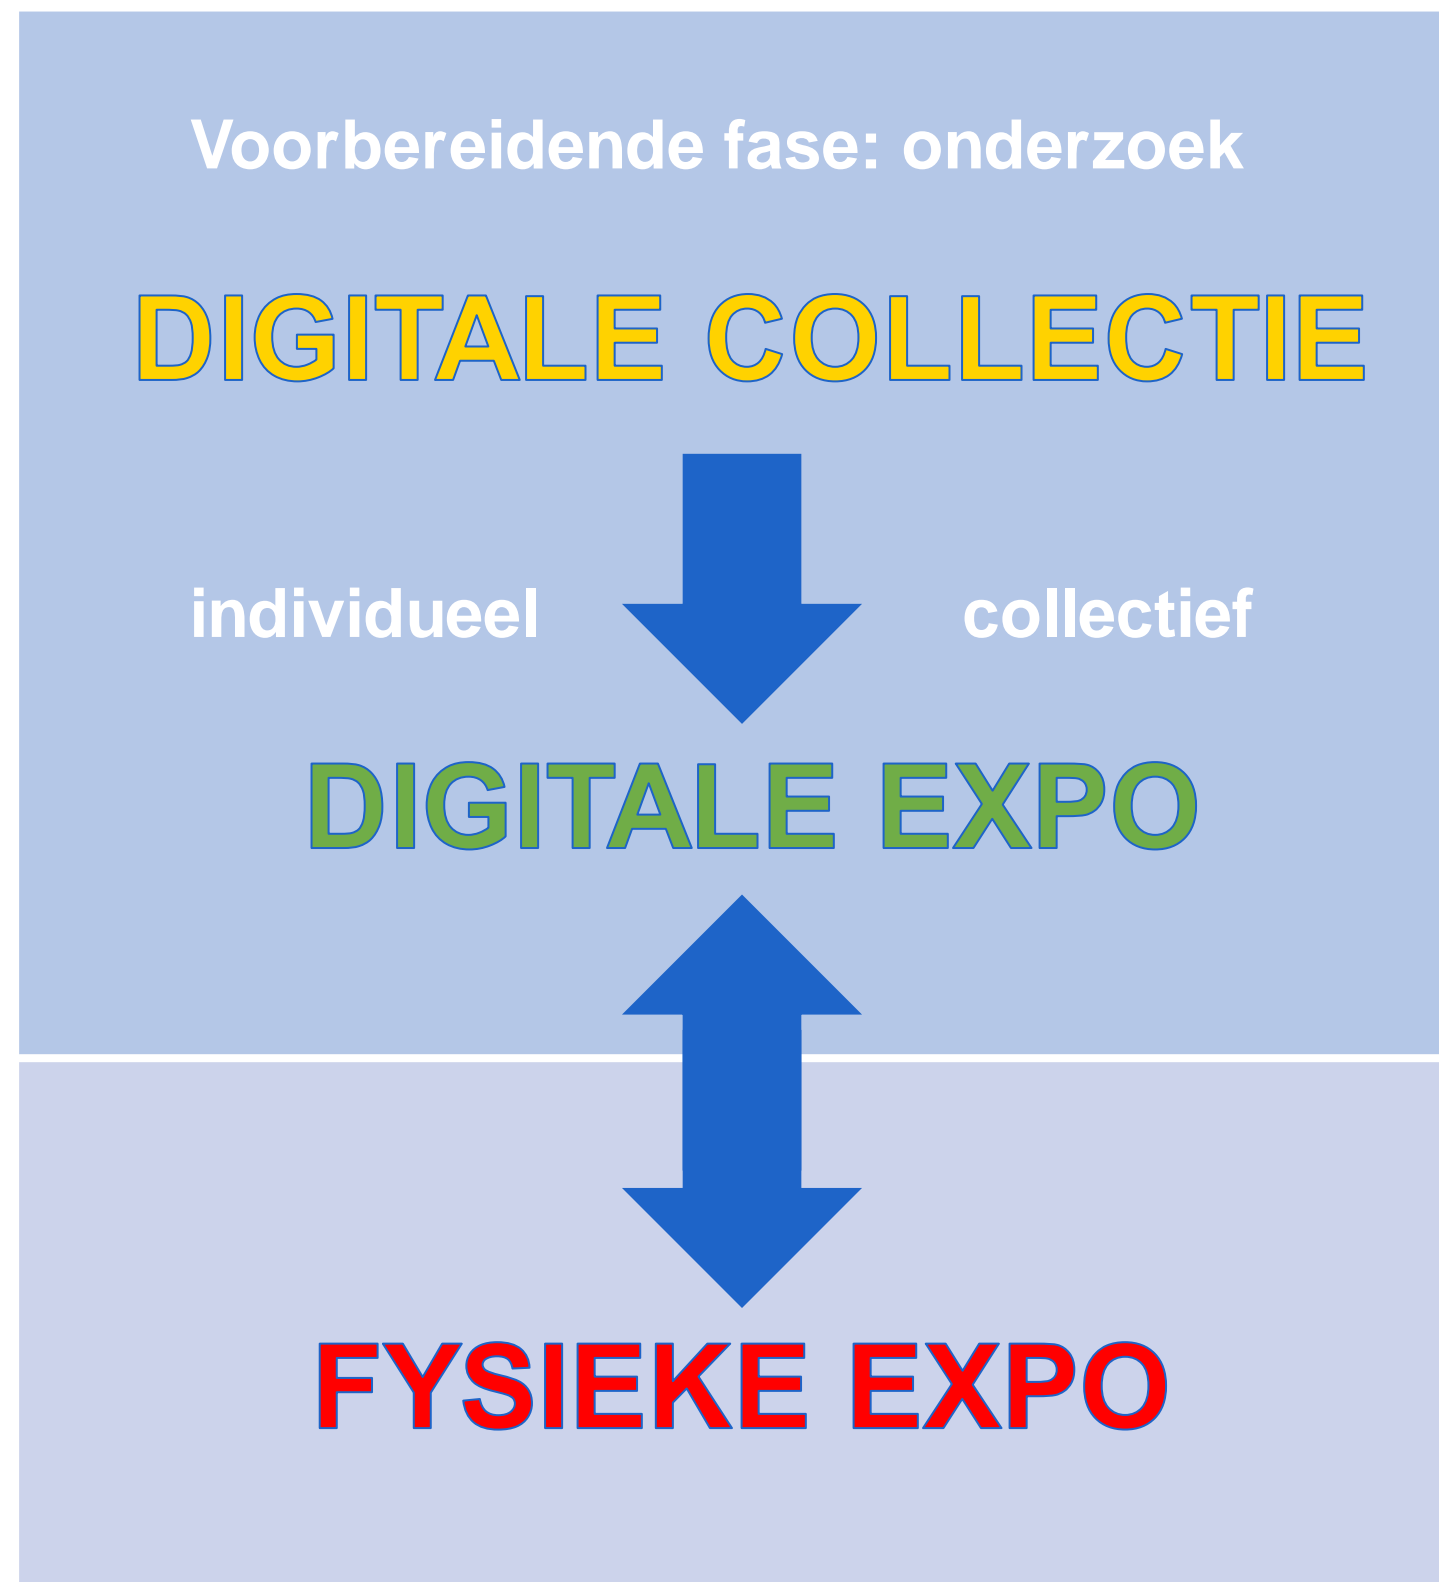 Voorbereidende fase: onderzoek
DIGITALE COLLECTIE
individueel collectief
DIGITALE EXPO
FYSIEKE EXPO